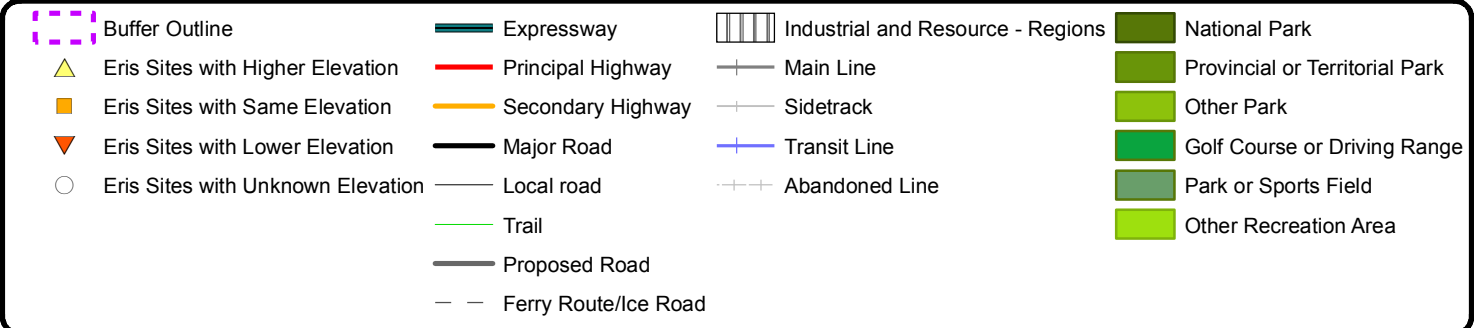 Buffer Outline
Eris Sites with Higher Elevation
Eris Sites with Same Elevation
Eris Sites with Lower Elevation
Eris Sites with Unknown Elevation
Expressway
Principal Highway
Secondary Highway
Major Road
Local road
Trail
Proposed Road
Ferry Route/Ice Road
Industrial and Resource - Regions
Main Line
Sidetrack
Transit Line
Abandoned Line
National Park
Provincial or Territorial Park
Other Park
Golf Course or Driving Range
Park or Sports Field
Other Recreation Area